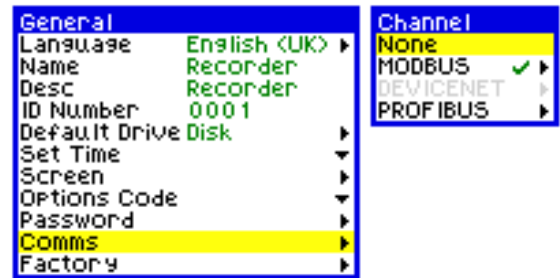 General
Language English (UK)
Name Recorder
Desc Recorder
ID Number 0001
Default Drive Disk
Set Time
Screen
Options Code
Password
Comms
Factory
Channel
None
MODBUS
DEVICENET
PROFIBUS